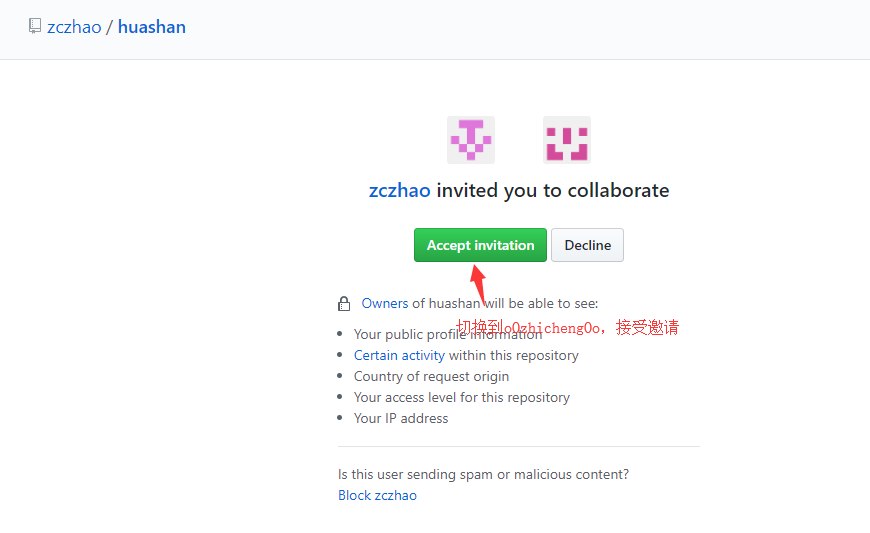 zczhao / huashan
zczhao invited you to collaborate
Accept invitation Decline
Owners of huashan will be able to see:
切换到oOzhichengOo，接受邀请
Your public profile information
Certain activity within this repository
Country of request origin
Your access level for this repository
Your IP address
Is this user sending spam or malicious content?
Block zczhao